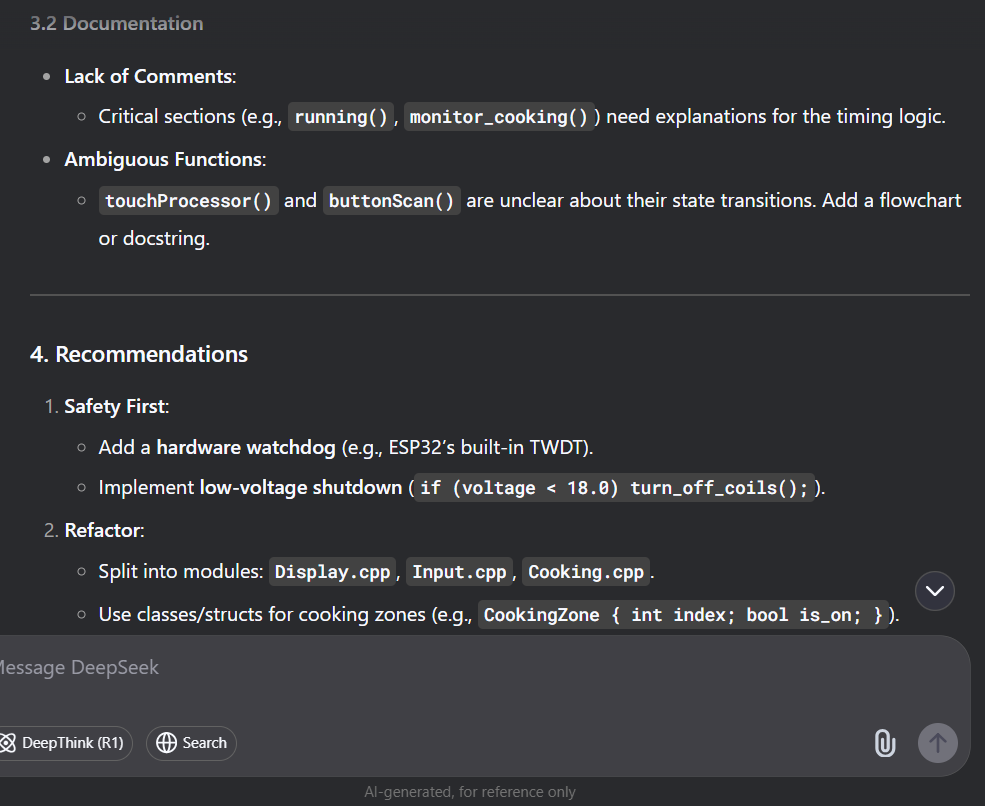 3.2 Documentation
Lack of Comments:
Critical sections (e.g., running(), monitor_cooking()) need explanations for the timing logic.
Ambiguous Functions:
touchProcessor() and buttonScan() are unclear about their state transitions. Add a flowchart
or docstring.
4. Recommendations
1. Safety First:
Add a hardware watchdog (e.g., ESP32's built-in TWDT).
Implement low-voltage shutdown (if (voltage < 18.0) turn_off_coils();).
2. Refactor:
Split into modules: Display.cpp, Input.cpp, Cooking.cpp.
Use classes/structs for cooking zones (e.g., CookingZone { int index; bool is_on; }).
Message DeepSeek
DeepThink (R1) Search
AI-generated, for reference only